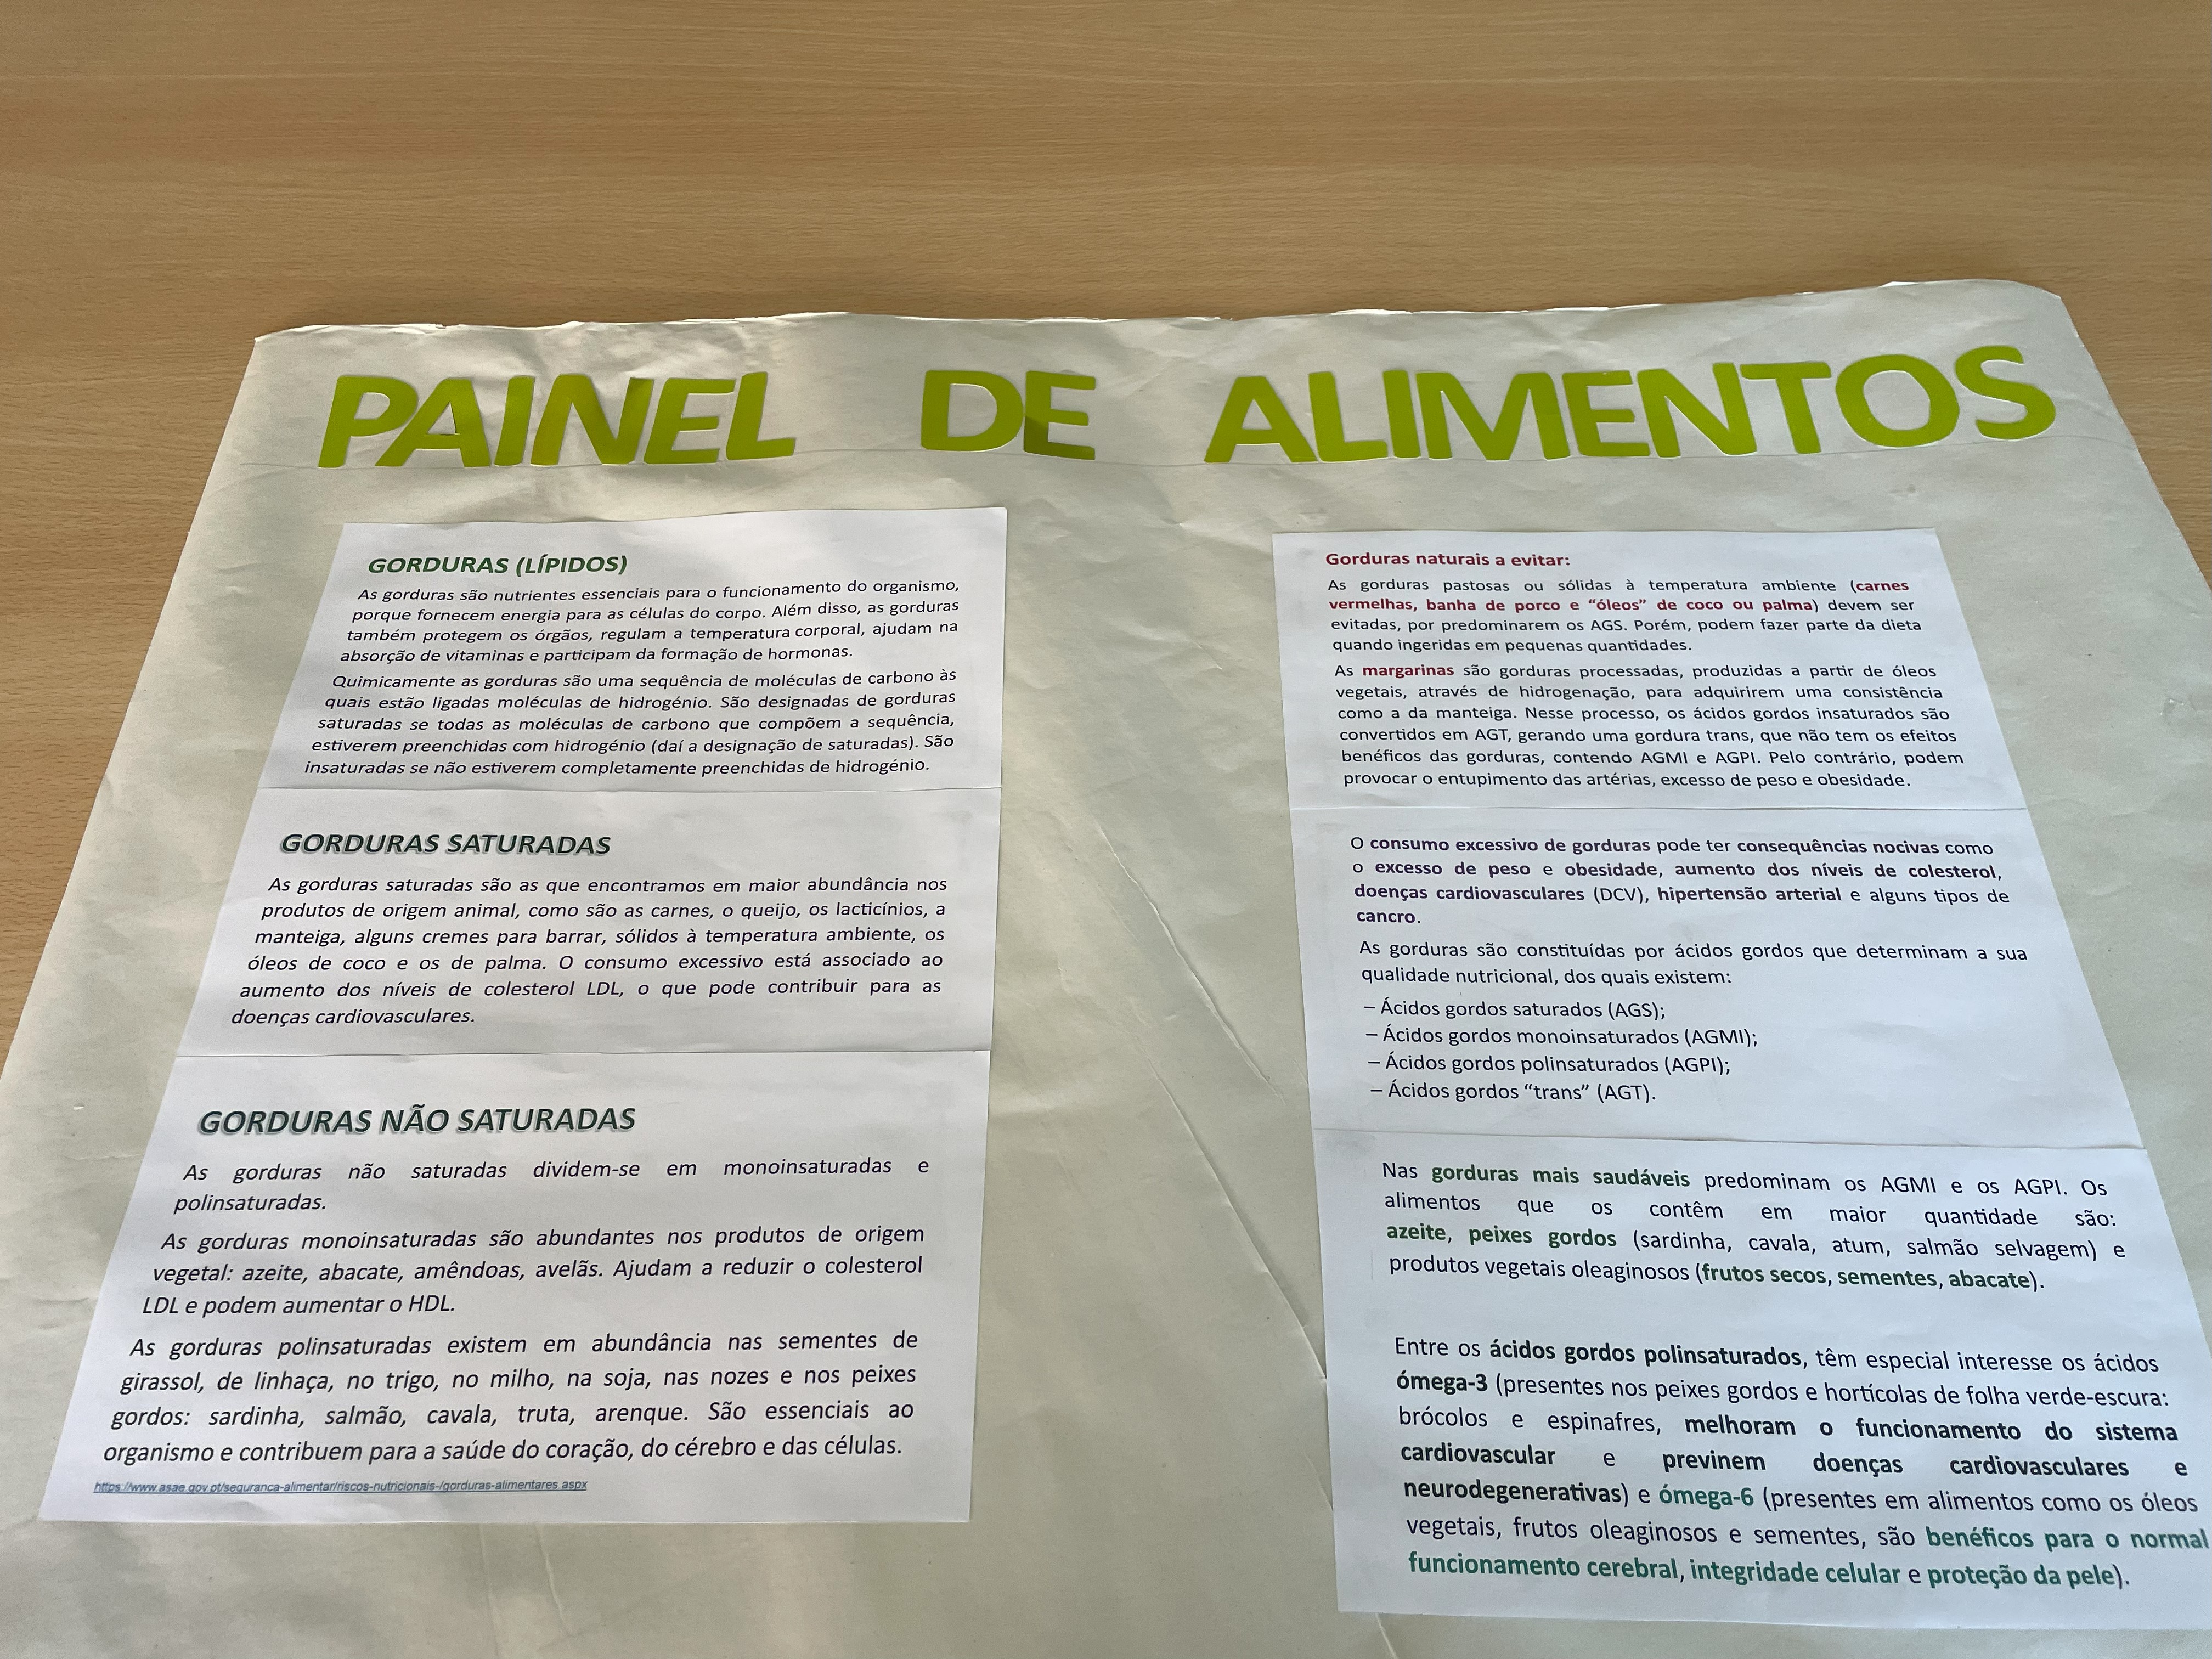 PAINEL DE ALIMENTOS
GORDURAS (LÍPIDOS)
As gorduras são nutrientes essenciais para o funcionamento do organismo,
porque fornecem energia para as células do corpo. Além disso, as gorduras
também protegem os órgãos, regulam a temperatura corporal, ajudam na
absorção de vitaminas e participam da formação de hormonas.
Quimicamente as gorduras são uma sequência de moléculas de carbono às
quais estão ligadas moléculas de hidrogénio. São designadas de gorduras
saturadas se todas as moléculas de carbono que compõem a sequência,
estiverem preenchidas com hidrogénio (daí a designação de saturadas). São
insaturadas se não estiverem completamente preenchidas de hidrogénio.
GORDURAS SATURADAS
As gorduras saturadas são as que encontramos em maior abundância nos
produtos de origem animal, como são as carnes, o queijo, os lacticínios, a
manteiga, alguns cremes para barrar, sólidos à temperatura ambiente, os
óleos de coco e os de palma. O consumo excessivo está associado ao
aumento dos níveis de colesterol LDL, o que pode contribuir para as
doenças cardiovasculares.
GORDURAS NÃO SATURADAS
As gorduras não saturadas dividem-se em monoinsaturadas e
polinsaturadas.
As gorduras monoinsaturadas são abundantes nos produtos de origem
vegetal: azeite, abacate, amêndoas, avelãs. Ajudam a reduzir o colesterol
LDL e podem aumentar o HDL.
As gorduras polinsaturadas existem em abundância nas sementes de
girassol, de linhaça, no trigo, no milho, na soja, nas nozes e nos peixes
gordos: sardinha, salmão, cavala, truta, arenque. São essenciais ao
organismo e contribuem para a saúde do coração, do cérebro e das células.
https://www.asae.gov.pt/seguranca-alimentar/riscos-nutricionais-/gorduras-alimentares.aspx
Gorduras naturais a evitar:
As gorduras pastosas ou sólidas à temperatura ambiente (carnes
vermelhas, banha de porco e “óleos” de coco ou palma) devem ser
evitadas, por predominarem os AGS. Porém, podem fazer parte da dieta
quando ingeridas em pequenas quantidades.
As margarinas são gorduras processadas, produzidas a partir de óleos
vegetais, através de hidrogenação, para adquirirem uma consistência
como a da manteiga. Nesse processo, os ácidos gordos insaturados são
convertidos em AGT, gerando uma gordura trans, que não tem os efeitos
benéficos das gorduras, contendo AGMI e AGPI. Pelo contrário, podem
provocar o entupimento das artérias, excesso de peso e obesidade.
O consumo excessivo de gorduras pode ter consequências nocivas como
o excesso de peso e obesidade, aumento dos níveis de colesterol,
doenças cardiovasculares (DCV), hipertensão arterial e alguns tipos de
cancro.
As gorduras são constituídas por ácidos gordos que determinam a sua
qualidade nutricional, dos quais existem:
– Ácidos gordos saturados (AGS);
– Ácidos gordos monoinsaturados (AGMI);
– Ácidos gordos polinsaturados (AGPI);
– Ácidos gordos “trans” (AGT).
Nas gorduras mais saudáveis predominam os AGMI e os AGPI. Os
alimentos que os contêm em maior quantidade são:
azeite, peixes gordos (sardinha, cavala, atum, salmão selvagem) e
produtos vegetais oleaginosos (frutos secos, sementes, abacate).
Entre os ácidos gordos polinsaturados, têm especial interesse os ácidos
ómega-3 (presentes nos peixes gordos e hortícolas de folha verde-escura:
brócolos e espinafres, melhoram o funcionamento do sistema
cardiovascular e previnem doenças cardiovasculares e
neurodegenerativas) e ómega-6 (presentes em alimentos como os óleos
vegetais, frutos oleaginosos e sementes, são benéficos para o normal
funcionamento cerebral, integridade celular e proteção da pele).